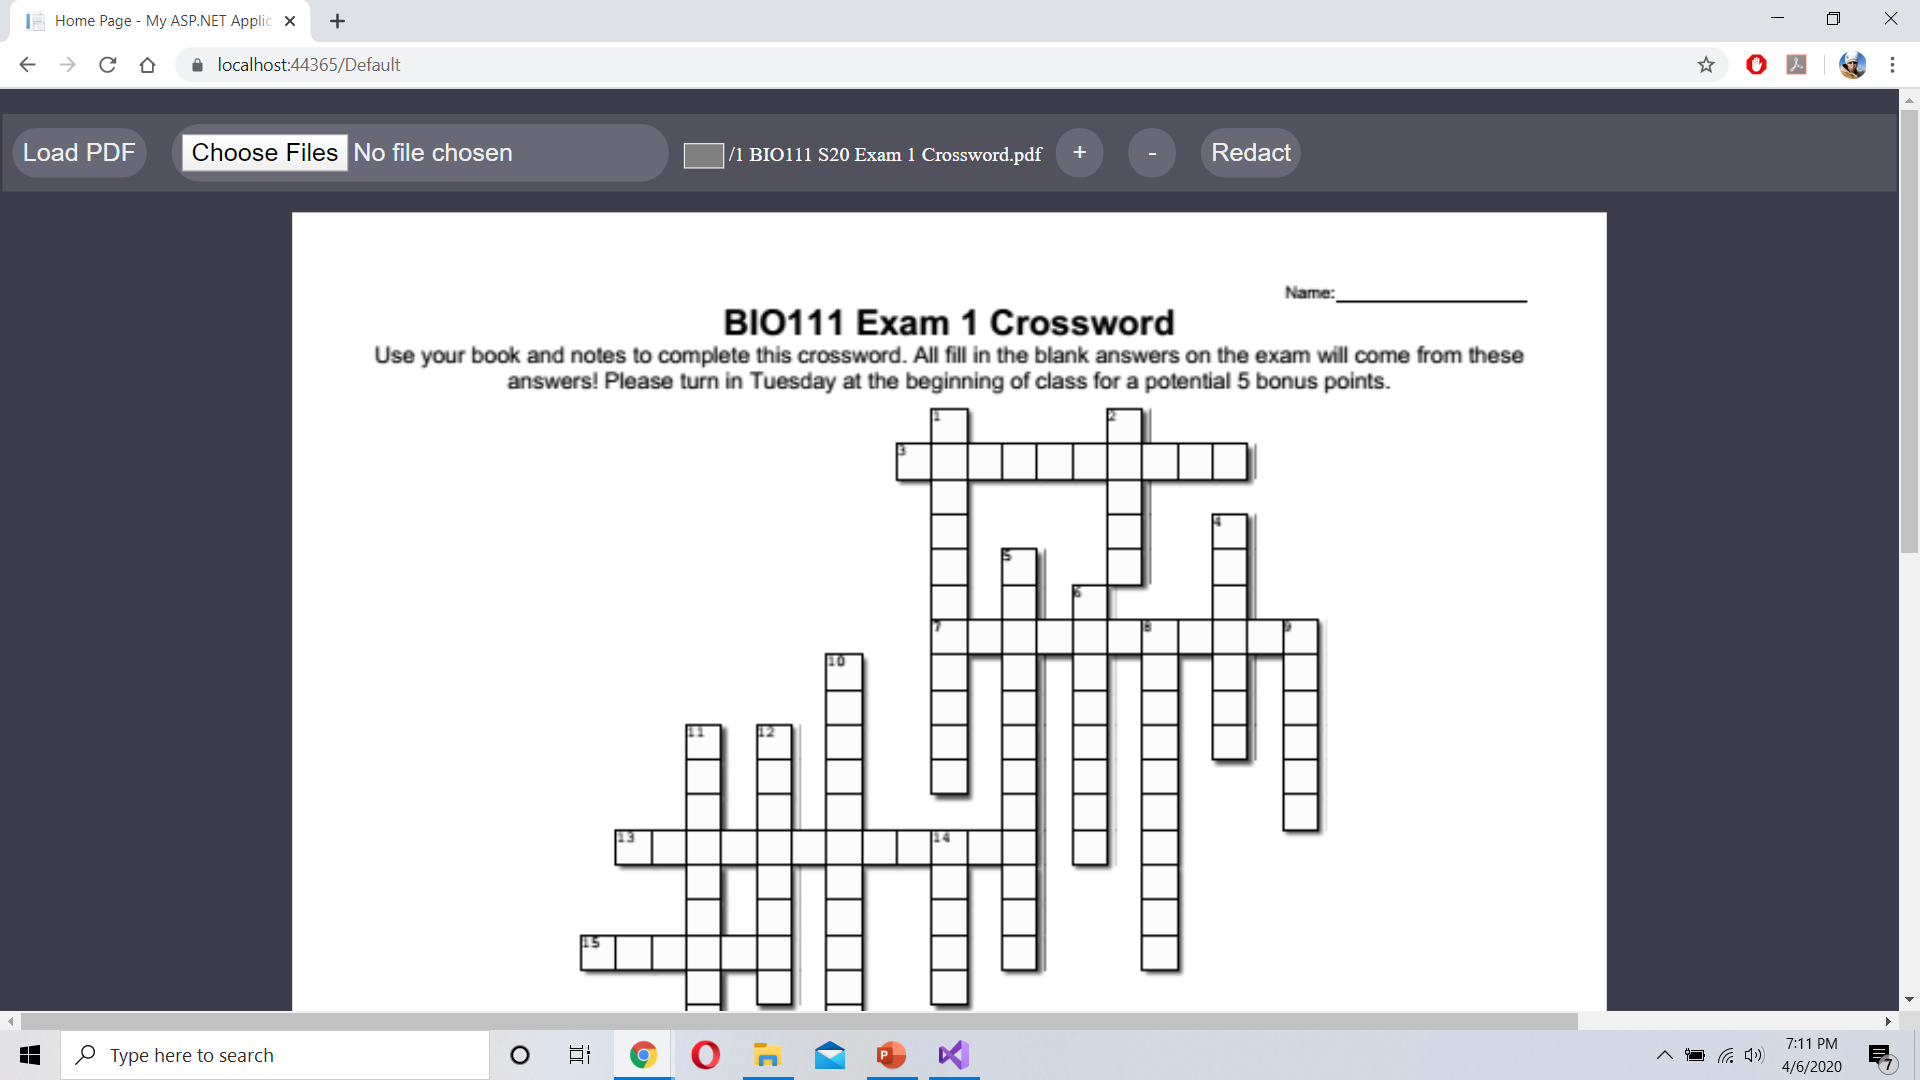 Home Page - My ASP.NET Applic
localhost:44365/Default
Load PDF
Choose Files No file chosen
/1 BIO111 S20 Exam 1 Crossword.pdf
+
-
Redact
Name:
BIO111 Exam 1 Crossword
Use your book and notes to complete this crossword. All fill in the blank answers on the exam will come from these
answers! Please turn in Tuesday at the beginning of class for a potential 5 bonus points.
1
2
3
4
5
6
7
8
9
10
11
12
13
14
15
Type here to search
P
7:11 PM
4/6/2020
7